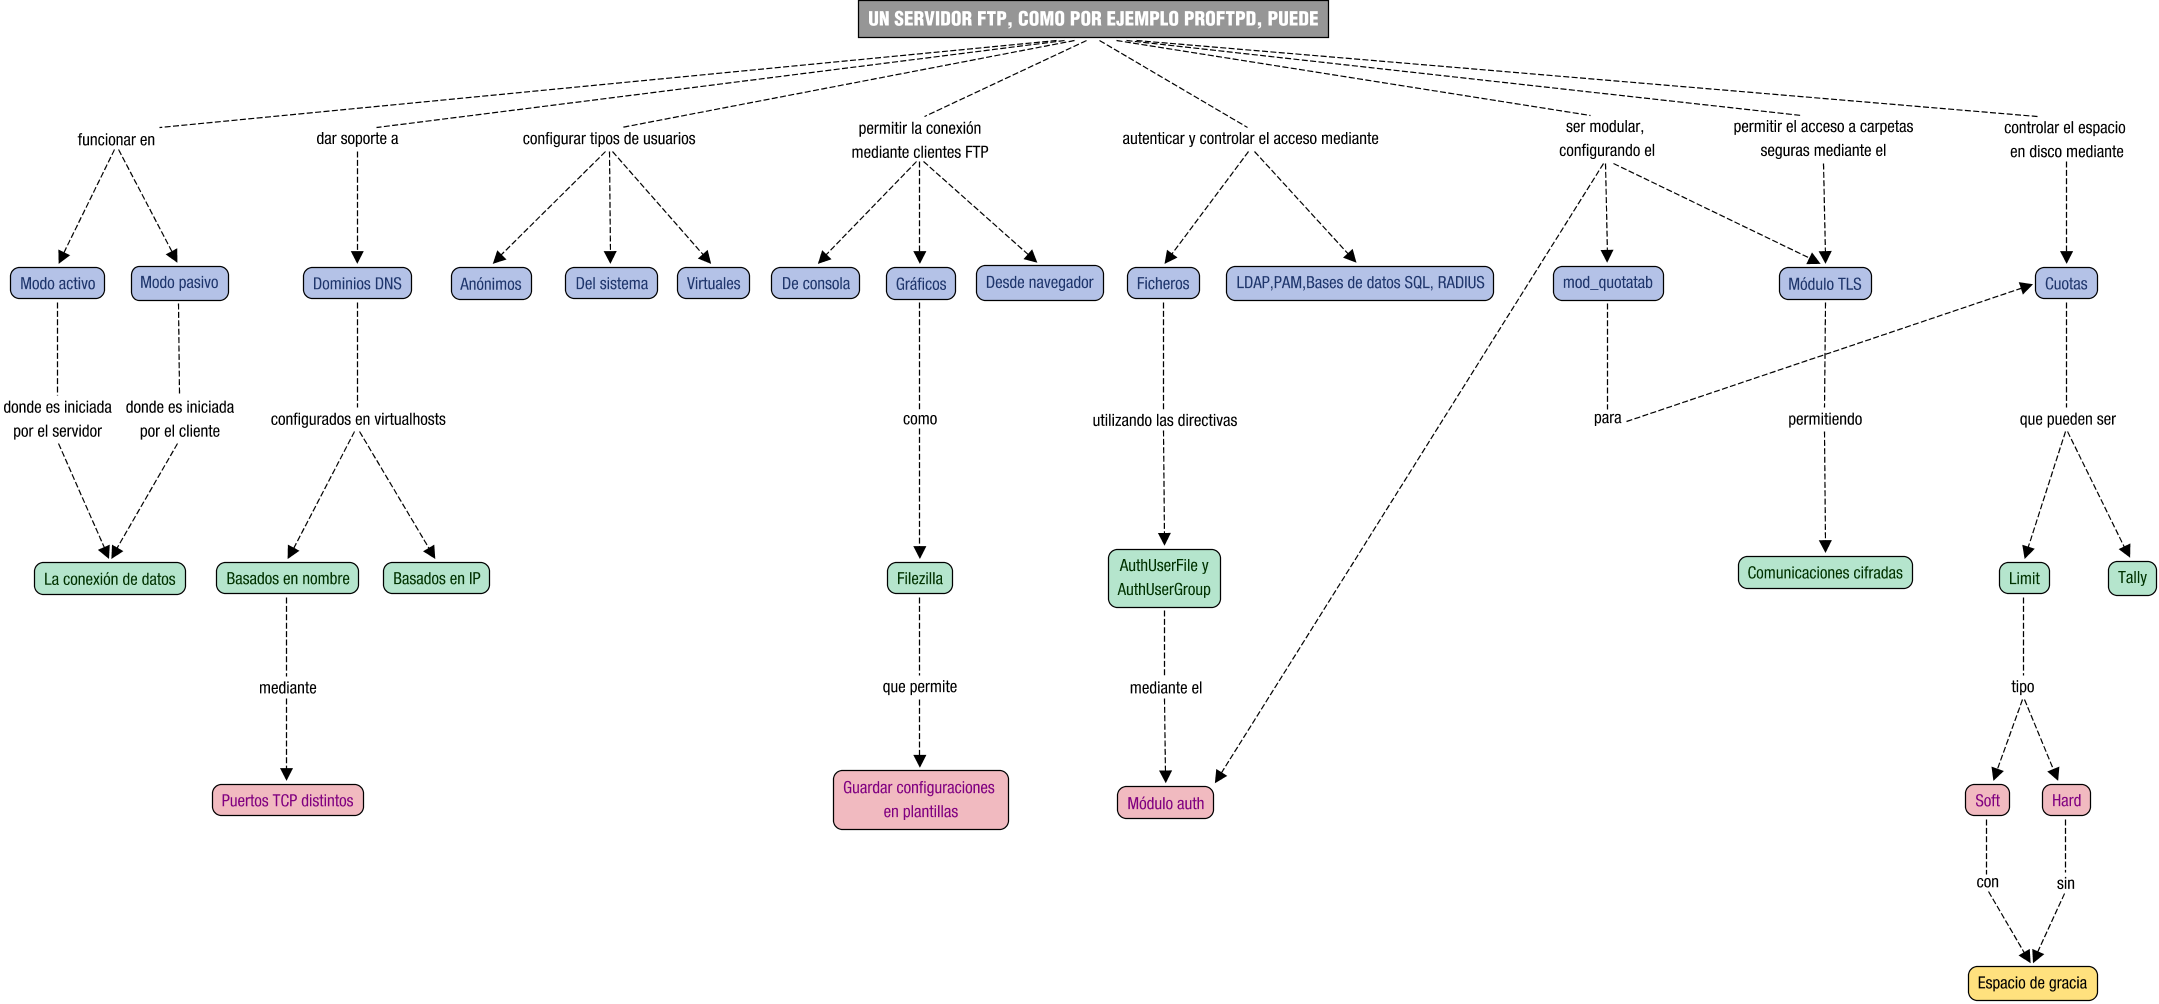 UN SERVIDOR FTP, COMO POR EJEMPLO PROFTPD, PUEDE
funcionar en
dar soporte a
configurar tipos de usuarios
permitir la conexión
mediante clientes FTP
autenticar y controlar el acceso mediante
ser modular,
configurando el
permitir el acceso a carpetas
seguras mediante el
controlar el espacio
en disco mediante
Modo activo
Modo pasivo
Dominios DNS
Anónimos
Del sistema
Virtuales
De consola
Gráficos
Desde navegador
Ficheros
LDAP,PAM,Bases de datos SQL, RADIUS
mod_quotatab
Módulo TLS
Cuotas
donde es iniciada
por el servidor
donde es iniciada
por el cliente
configurados en virtualhosts
como
utilizando las directivas
para
permitiendo
que pueden ser
La conexión de datos
Basados en nombre
Basados en IP
Filezilla
AuthUserFile y
AuthUserGroup
Comunicaciones cifradas
Limit
Tally
mediante
que permite
mediante el
tipo
Puertos TCP distintos
Guardar configuraciones
en plantillas
Módulo auth
Soft
Hard
con
sin
Espacio de gracia